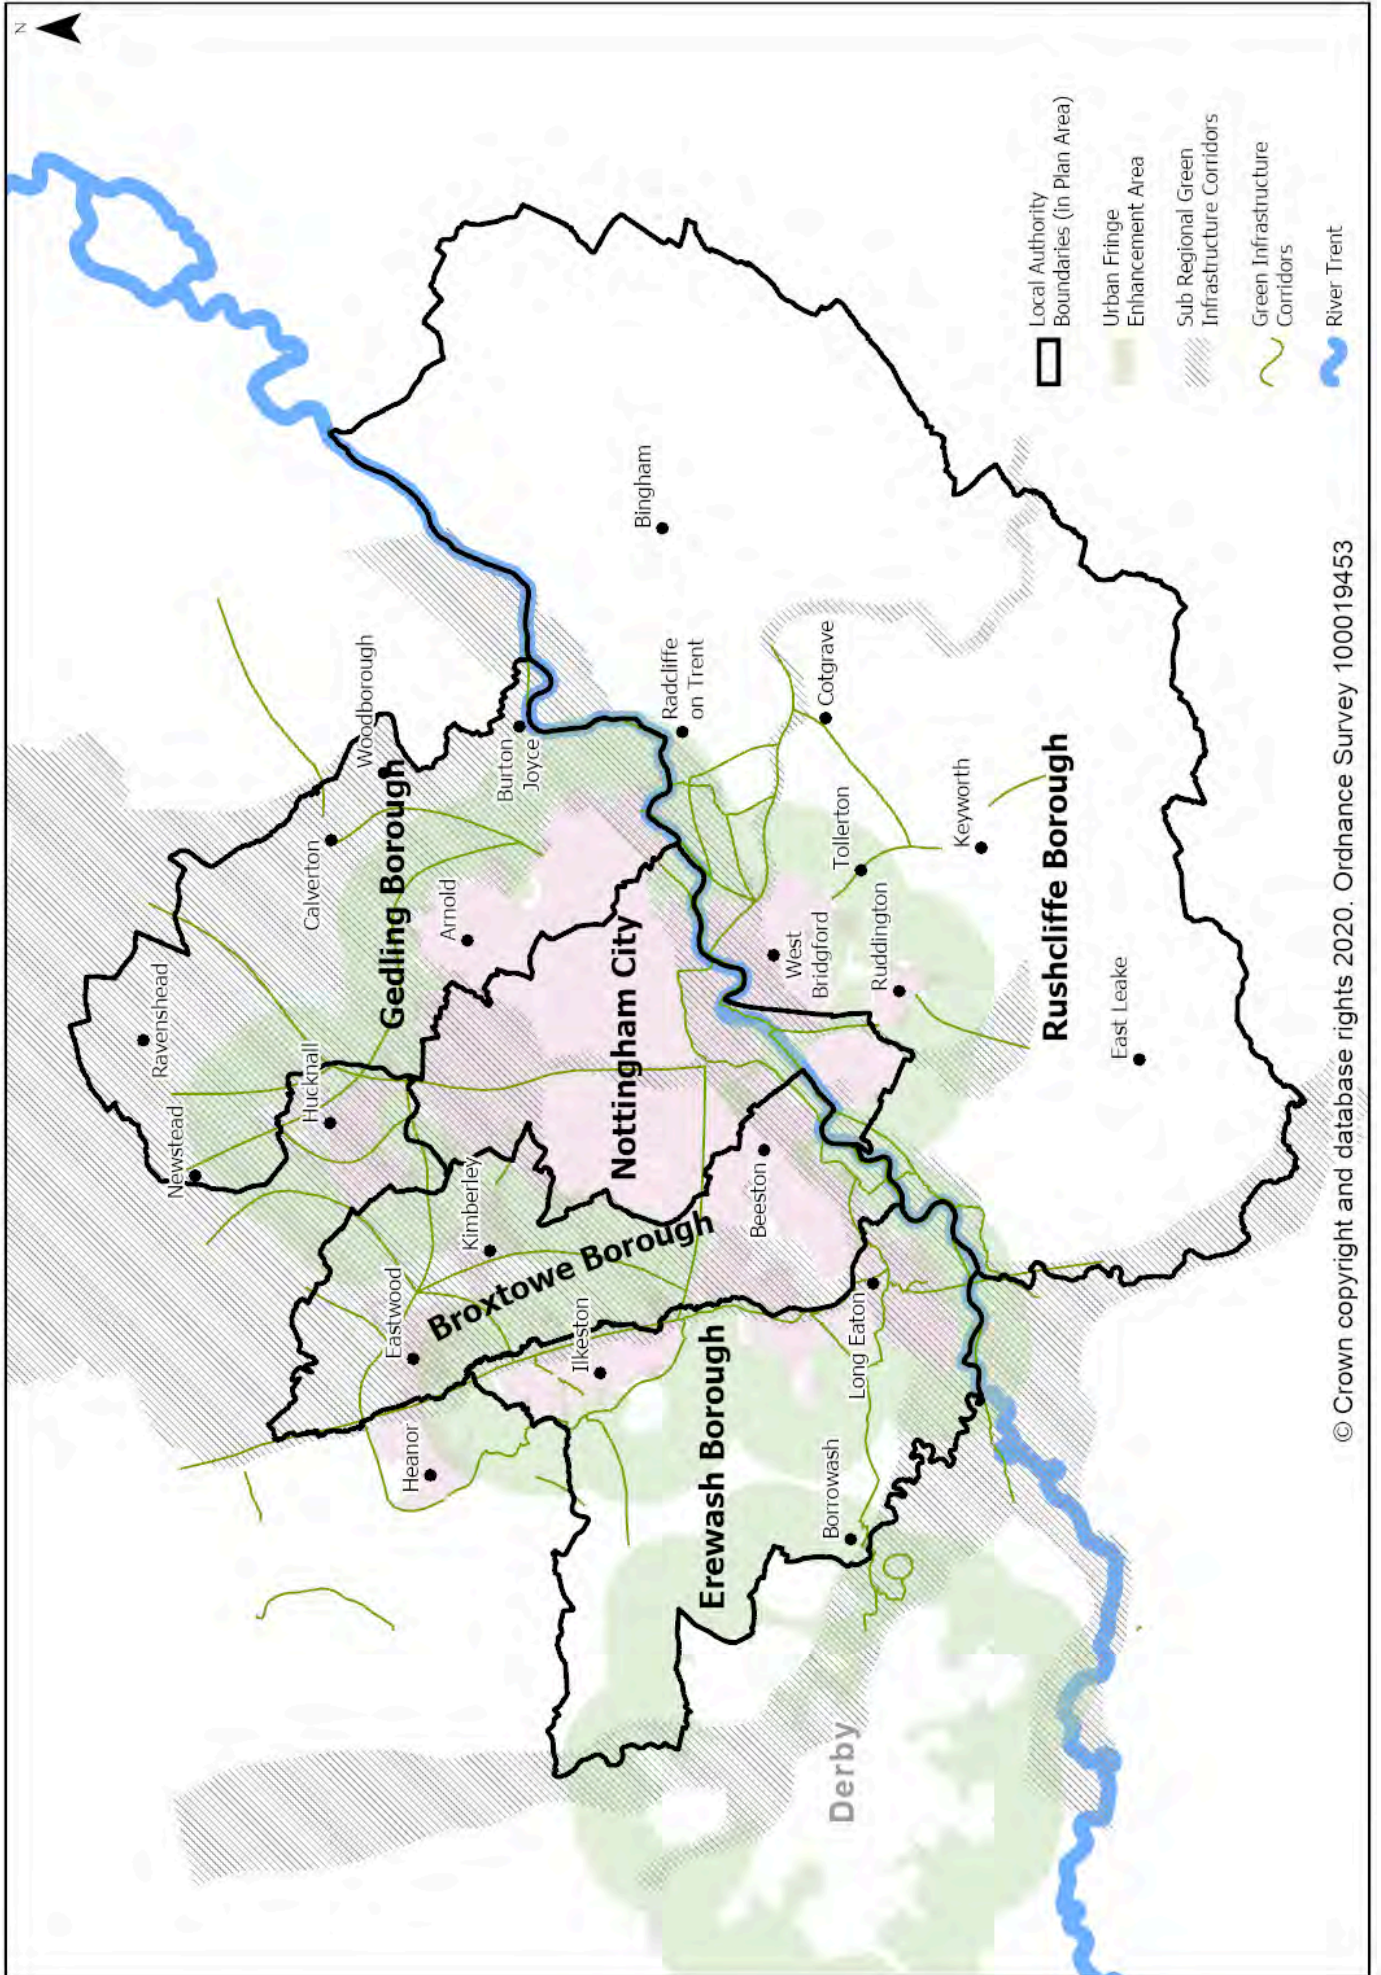 N
Ravenshead
Newstead
Hucknall
Calverton
Woodborough
Gedling Borough
Arnold
Burton
Joyce
Eastwood
Kimberley
Heanor
Broxtowe Borough
Ilkeston
Nottingham City
Bingham
Radcliffe
on Trent
Erewash Borough
Beeston
West
Bridgford
Cotgrave
Tollerton
Ruddington
Long Eaton
Borrowash
Derby
Keyworth
Rushcliffe Borough
East Leake
Local Authority
Boundaries (in Plan Area)
Urban Fringe
Enhancement Area
Sub Regional Green
Infrastructure Corridors
Green Infrastructure
Corridors
River Trent
© Crown copyright and database rights 2020. Ordnance Survey 100019453